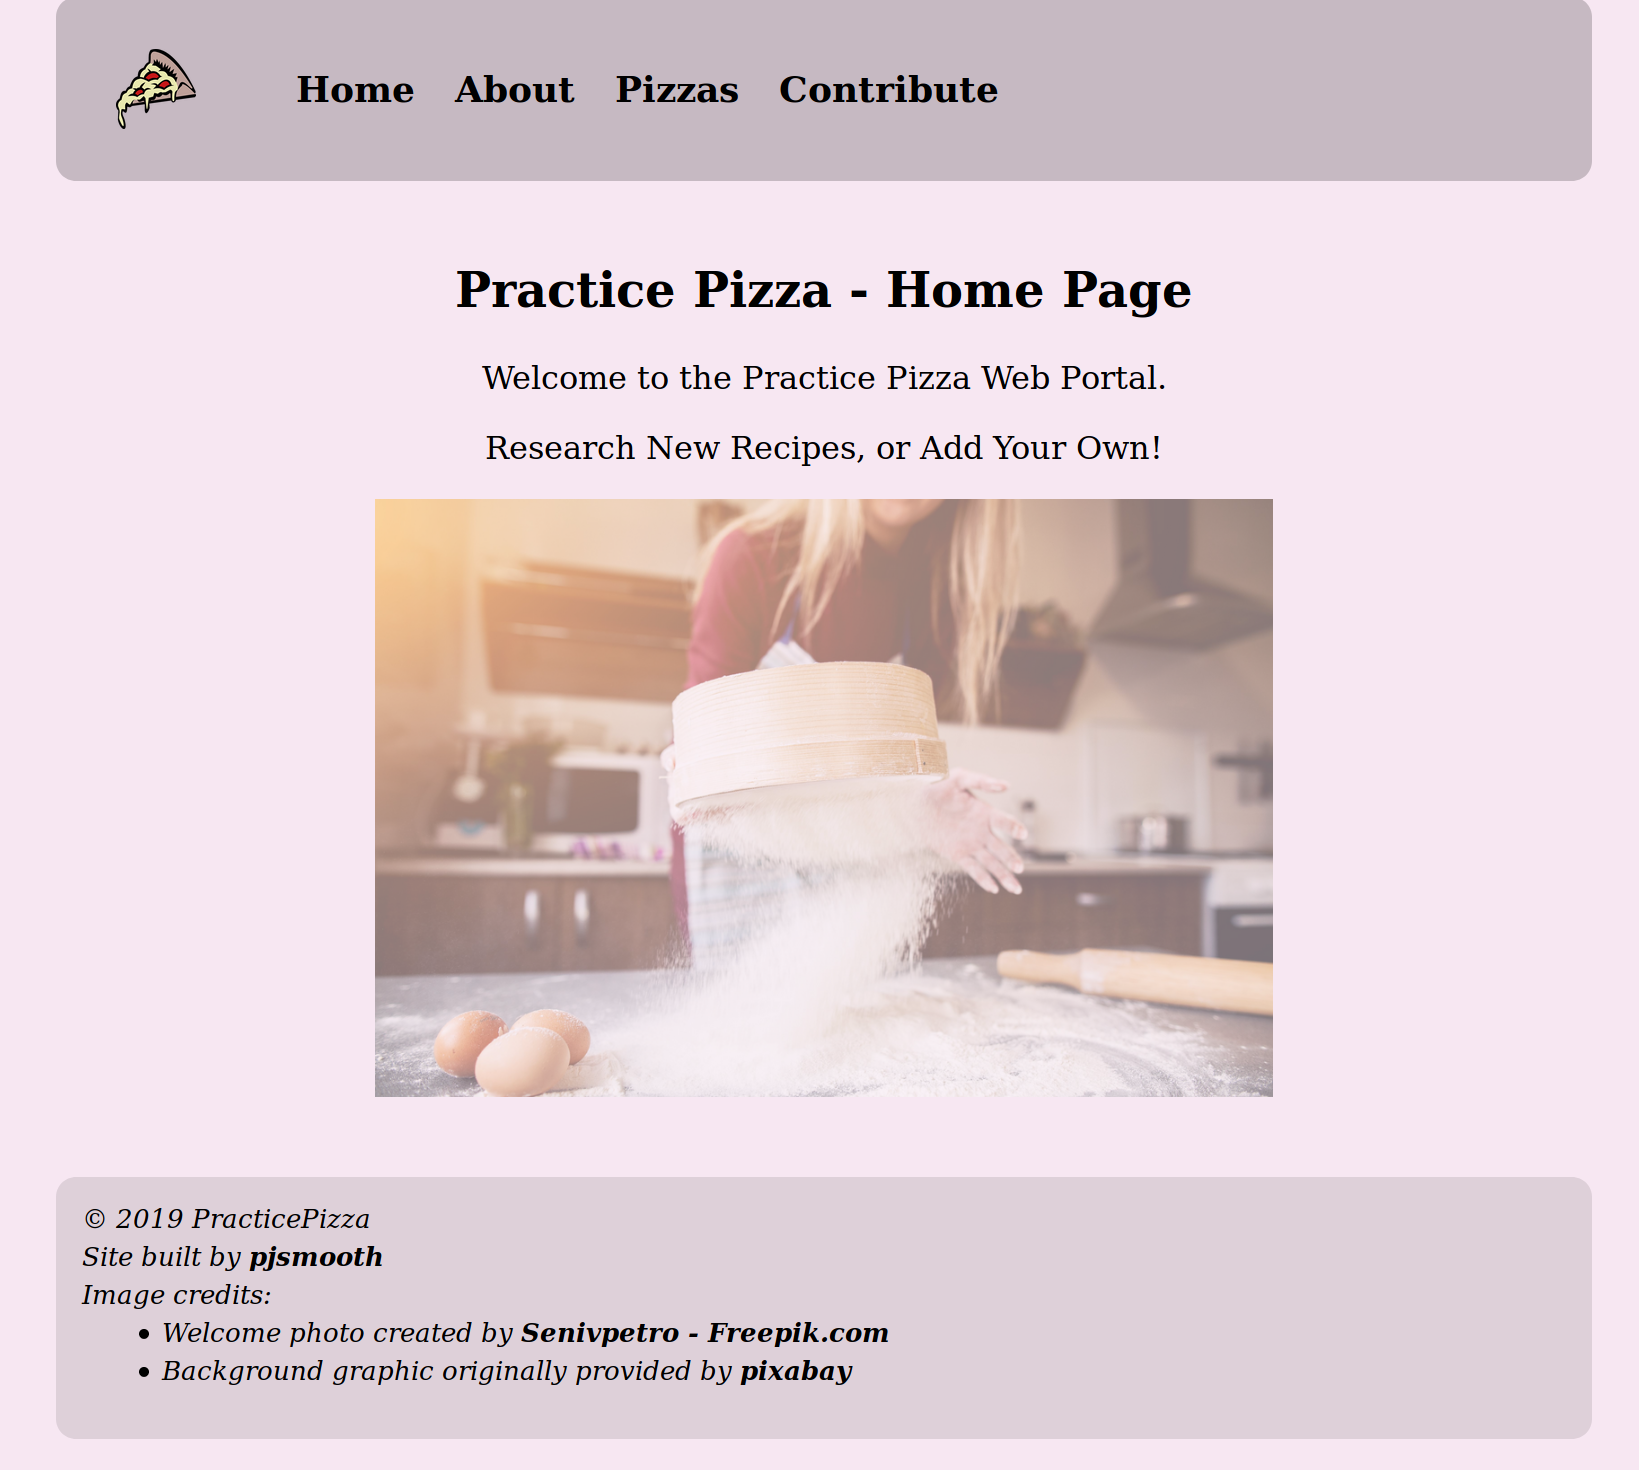 Home About Pizzas Contribute
Practice Pizza - Home Page
Welcome to the Practice Pizza Web Portal.
Research New Recipes, or Add Your Own!
© 2019 PracticePizza
Site built by pjsmooth
Image credits:
• Welcome photo created by Senivpetro - Freepik.com
• Background graphic originally provided by pixabay